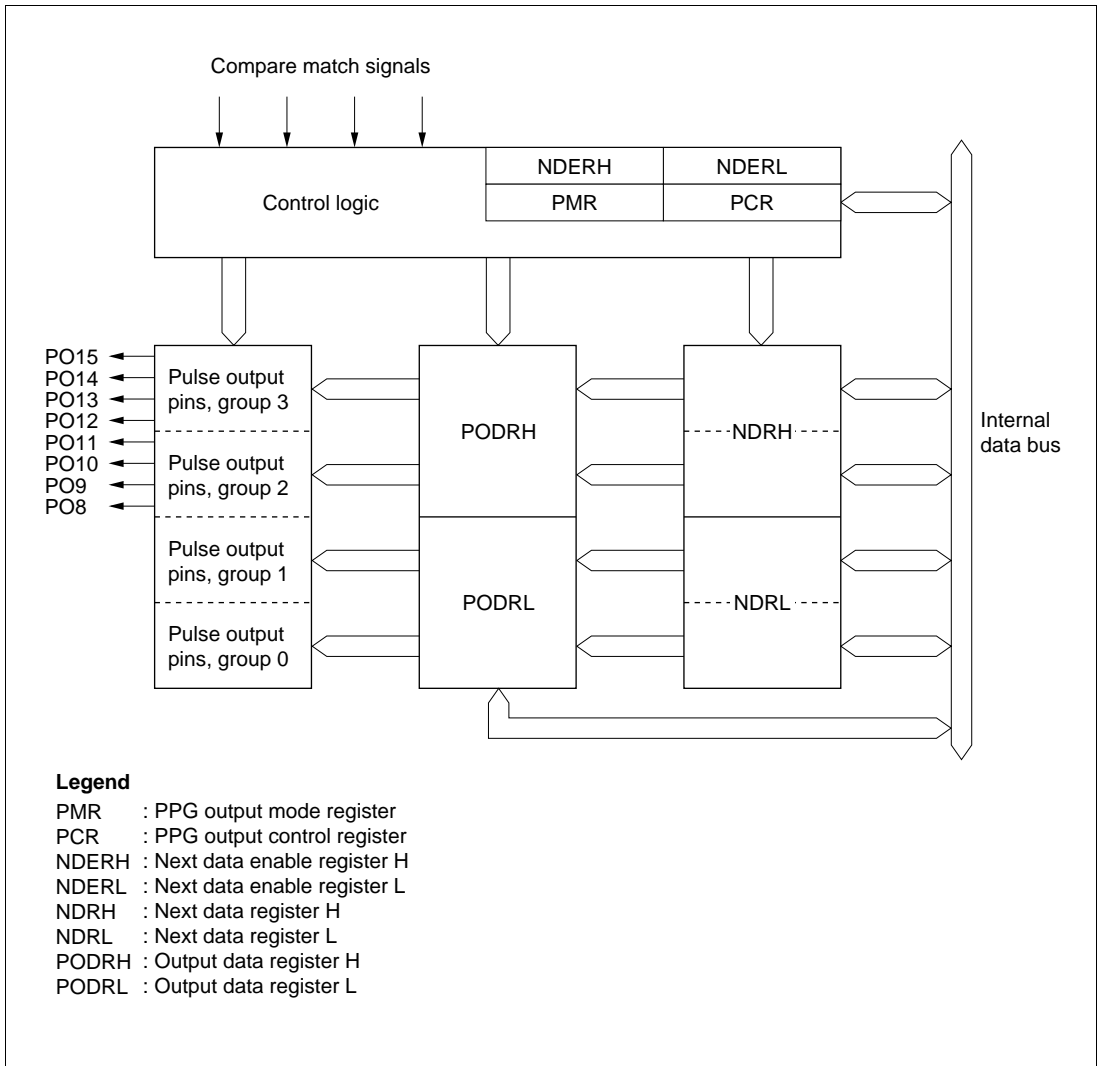 Compare match signals
NDERH NDERL
Control logic PMR PCR
PO15
PO14
PO13
PO12
PO11
PO10
PO9
PO8
Pulse output
pins, group 3
Pulse output
pins, group 2
Pulse output
pins, group 1
Pulse output
pins, group 0
PODRH
PODRL
NDRH
NDRL
Internal
data bus
Legend
PMR : PPG output mode register
PCR : PPG output control register
NDERH : Next data enable register H
NDERL : Next data enable register L
NDRH : Next data register H
NDRL : Next data register L
PODRH : Output data register H
PODRL : Output data register L